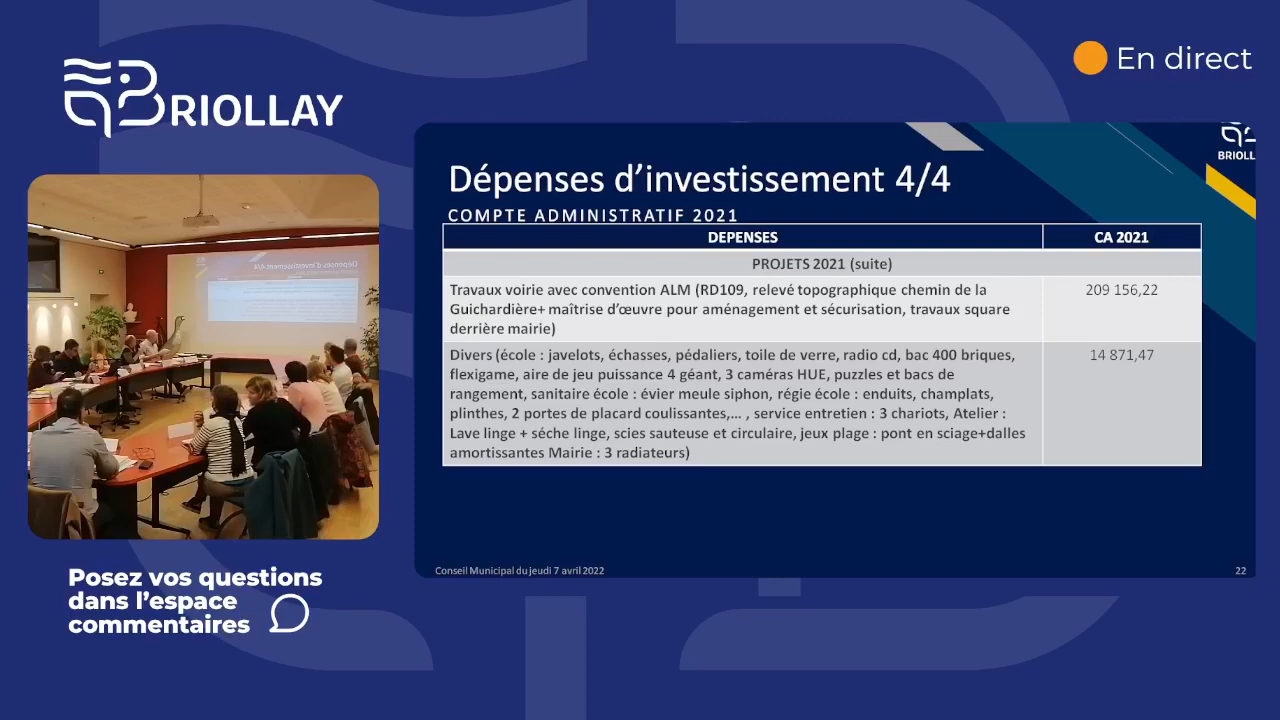 BRIOLLAY
En direct
BRIOLL
Dépenses d’investissement 4/4
COMPTE ADMINISTRATIF 2021
DEPENSES CA 2021
PROJETS 2021 (suite)
Travaux voirie avec convention ALM (RD109, relevé topographique chemin de la 209 156,22
Guichardière+ maîtrise d’œuvre pour aménagement et sécurisation, travaux square
derrière mairie)
Divers (école : javelots, échasses, pédaliers, toile de verre, radio cd, bac 400 briques, 14 871,47
flexigame, aire de jeu puissance 4 géant, 3 caméras HUE, puzzles et bacs de
rangement, sanitaire école : évier meule siphon, régie école : enduits, champlats,
plinthes, 2 portes de placard coulissantes,... , service entretien : 3 chariots, Atelier :
Lave linge + séche linge, scies sauteuse et circulaire, jeux plage : pont en sciage+dalles
amortissantes Mairie : 3 radiateurs)
Conseil Municipal du jeudi 7 avril 2022 22
Dépenses d'investissement 4/4
Posez vos questions
dans l’espace
commentaires